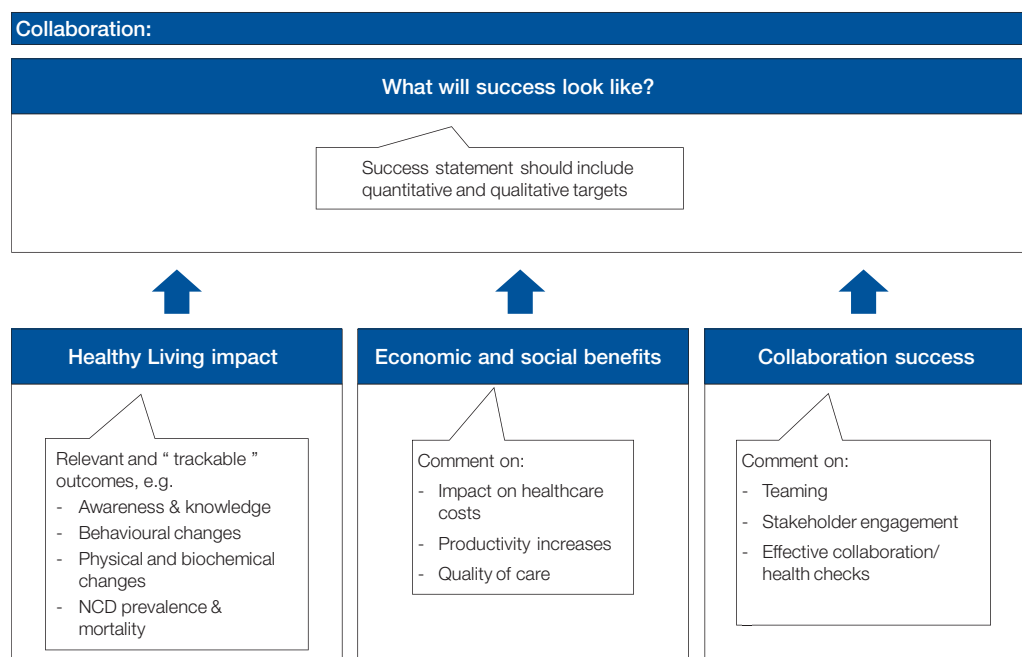 Collaboration:
What will success look like?
Success statement should include
quantitative and qualitative targets
Healthy Living impact
Relevant and “ trackable ”
outcomes, e.g.
- Awareness & knowledge
- Behavioural changes
- Physical and biochemical
changes
- NCD prevalence &
mortality
Economic and social benefits
Comment on:
- Impact on healthcare
costs
- Productivity increases
- Quality of care
Collaboration success
Comment on:
- Teaming
- Stakeholder engagement
- Effective collaboration/
health checks